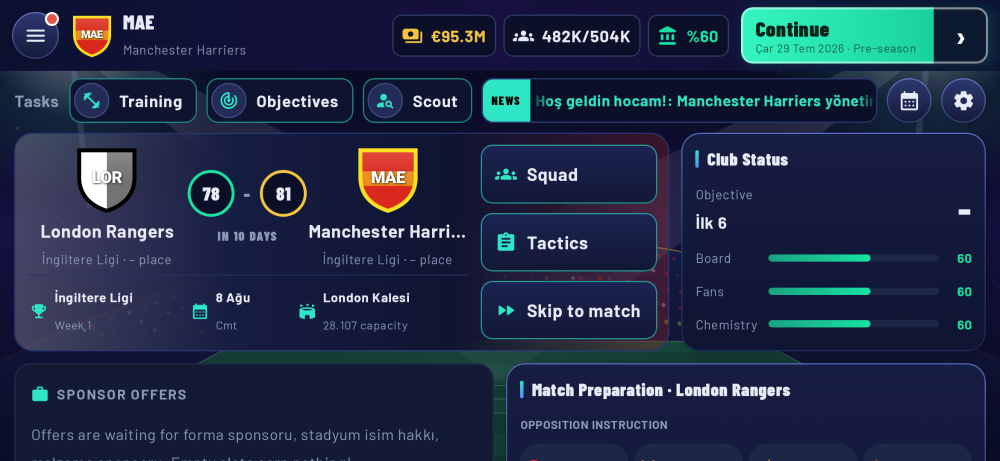 MAE
MAE
Manchester Harriers
€95.3M
482K/504K
%60
Continue
Çar 29 Tem 2026 · Pre-season
Tasks
Training
Objectives
Scout
NEWS
Hoş geldin hocam!: Manchester Harriers
LOR
78 - 81
MAE
London Rangers
IN 10 DAYS
Manchester Harri...
İngiltere Ligi · – place
İngiltere Ligi · – place
İngiltere Ligi
Week 1
8 Ağu
Cmt
London Kalesi
28.107 capacity
Squad
Tactics
Skip to match
Club Status
Objective
İlk 6
–
Board 60
Fans 60
Chemistry 60
SPONSOR OFFERS
Offers are waiting for forma sponsoru, stadyum isim hakkı,
Match Preparation · London Rangers
OPPOSITION INSTRUCTION